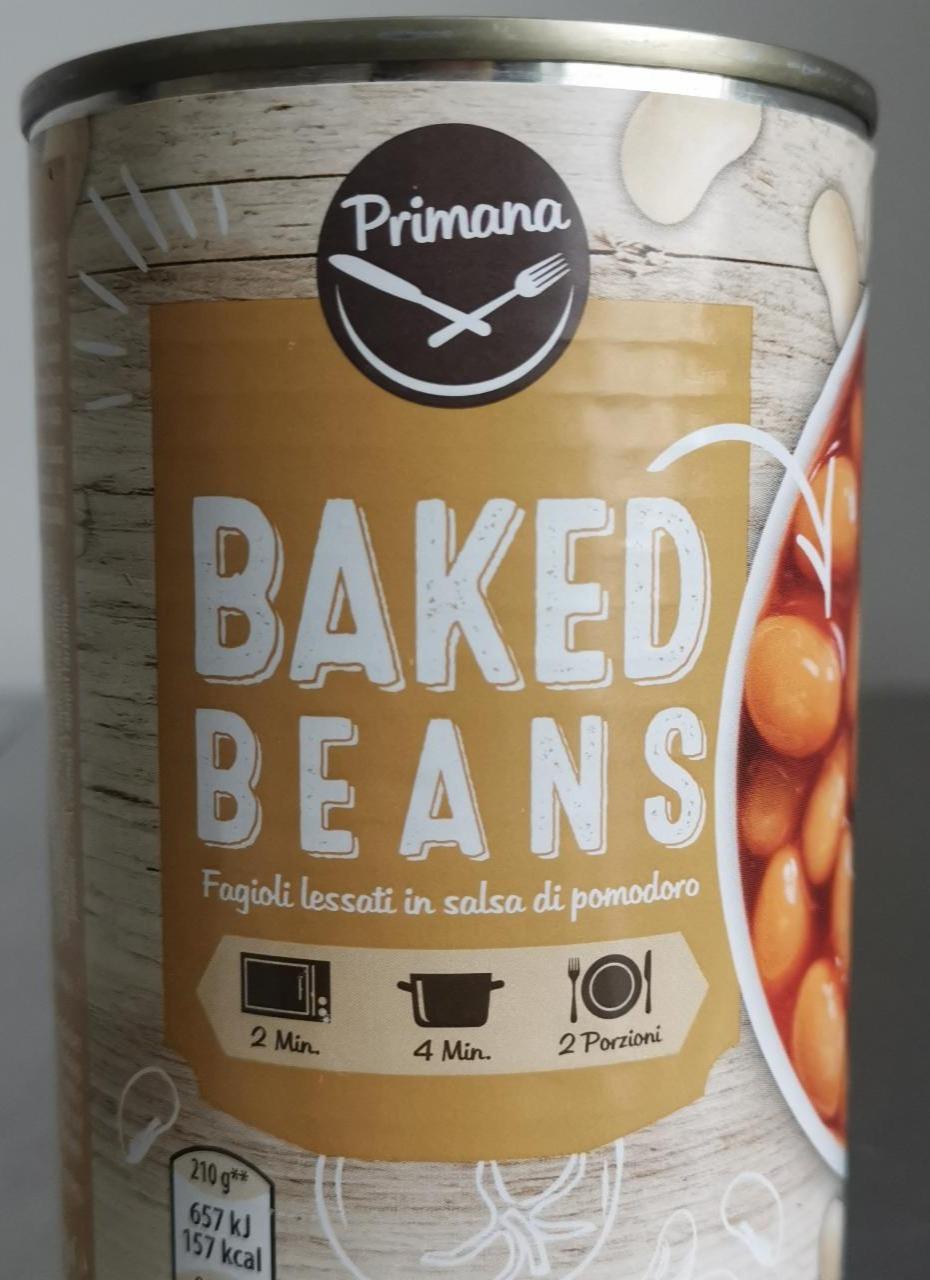 Primana
BAKED
BEANS
Fagioli lessati in salsa di pomodoro
2 Min.
4 Min.
2 Porzioni
210 g**
657 kJ
157 kcal